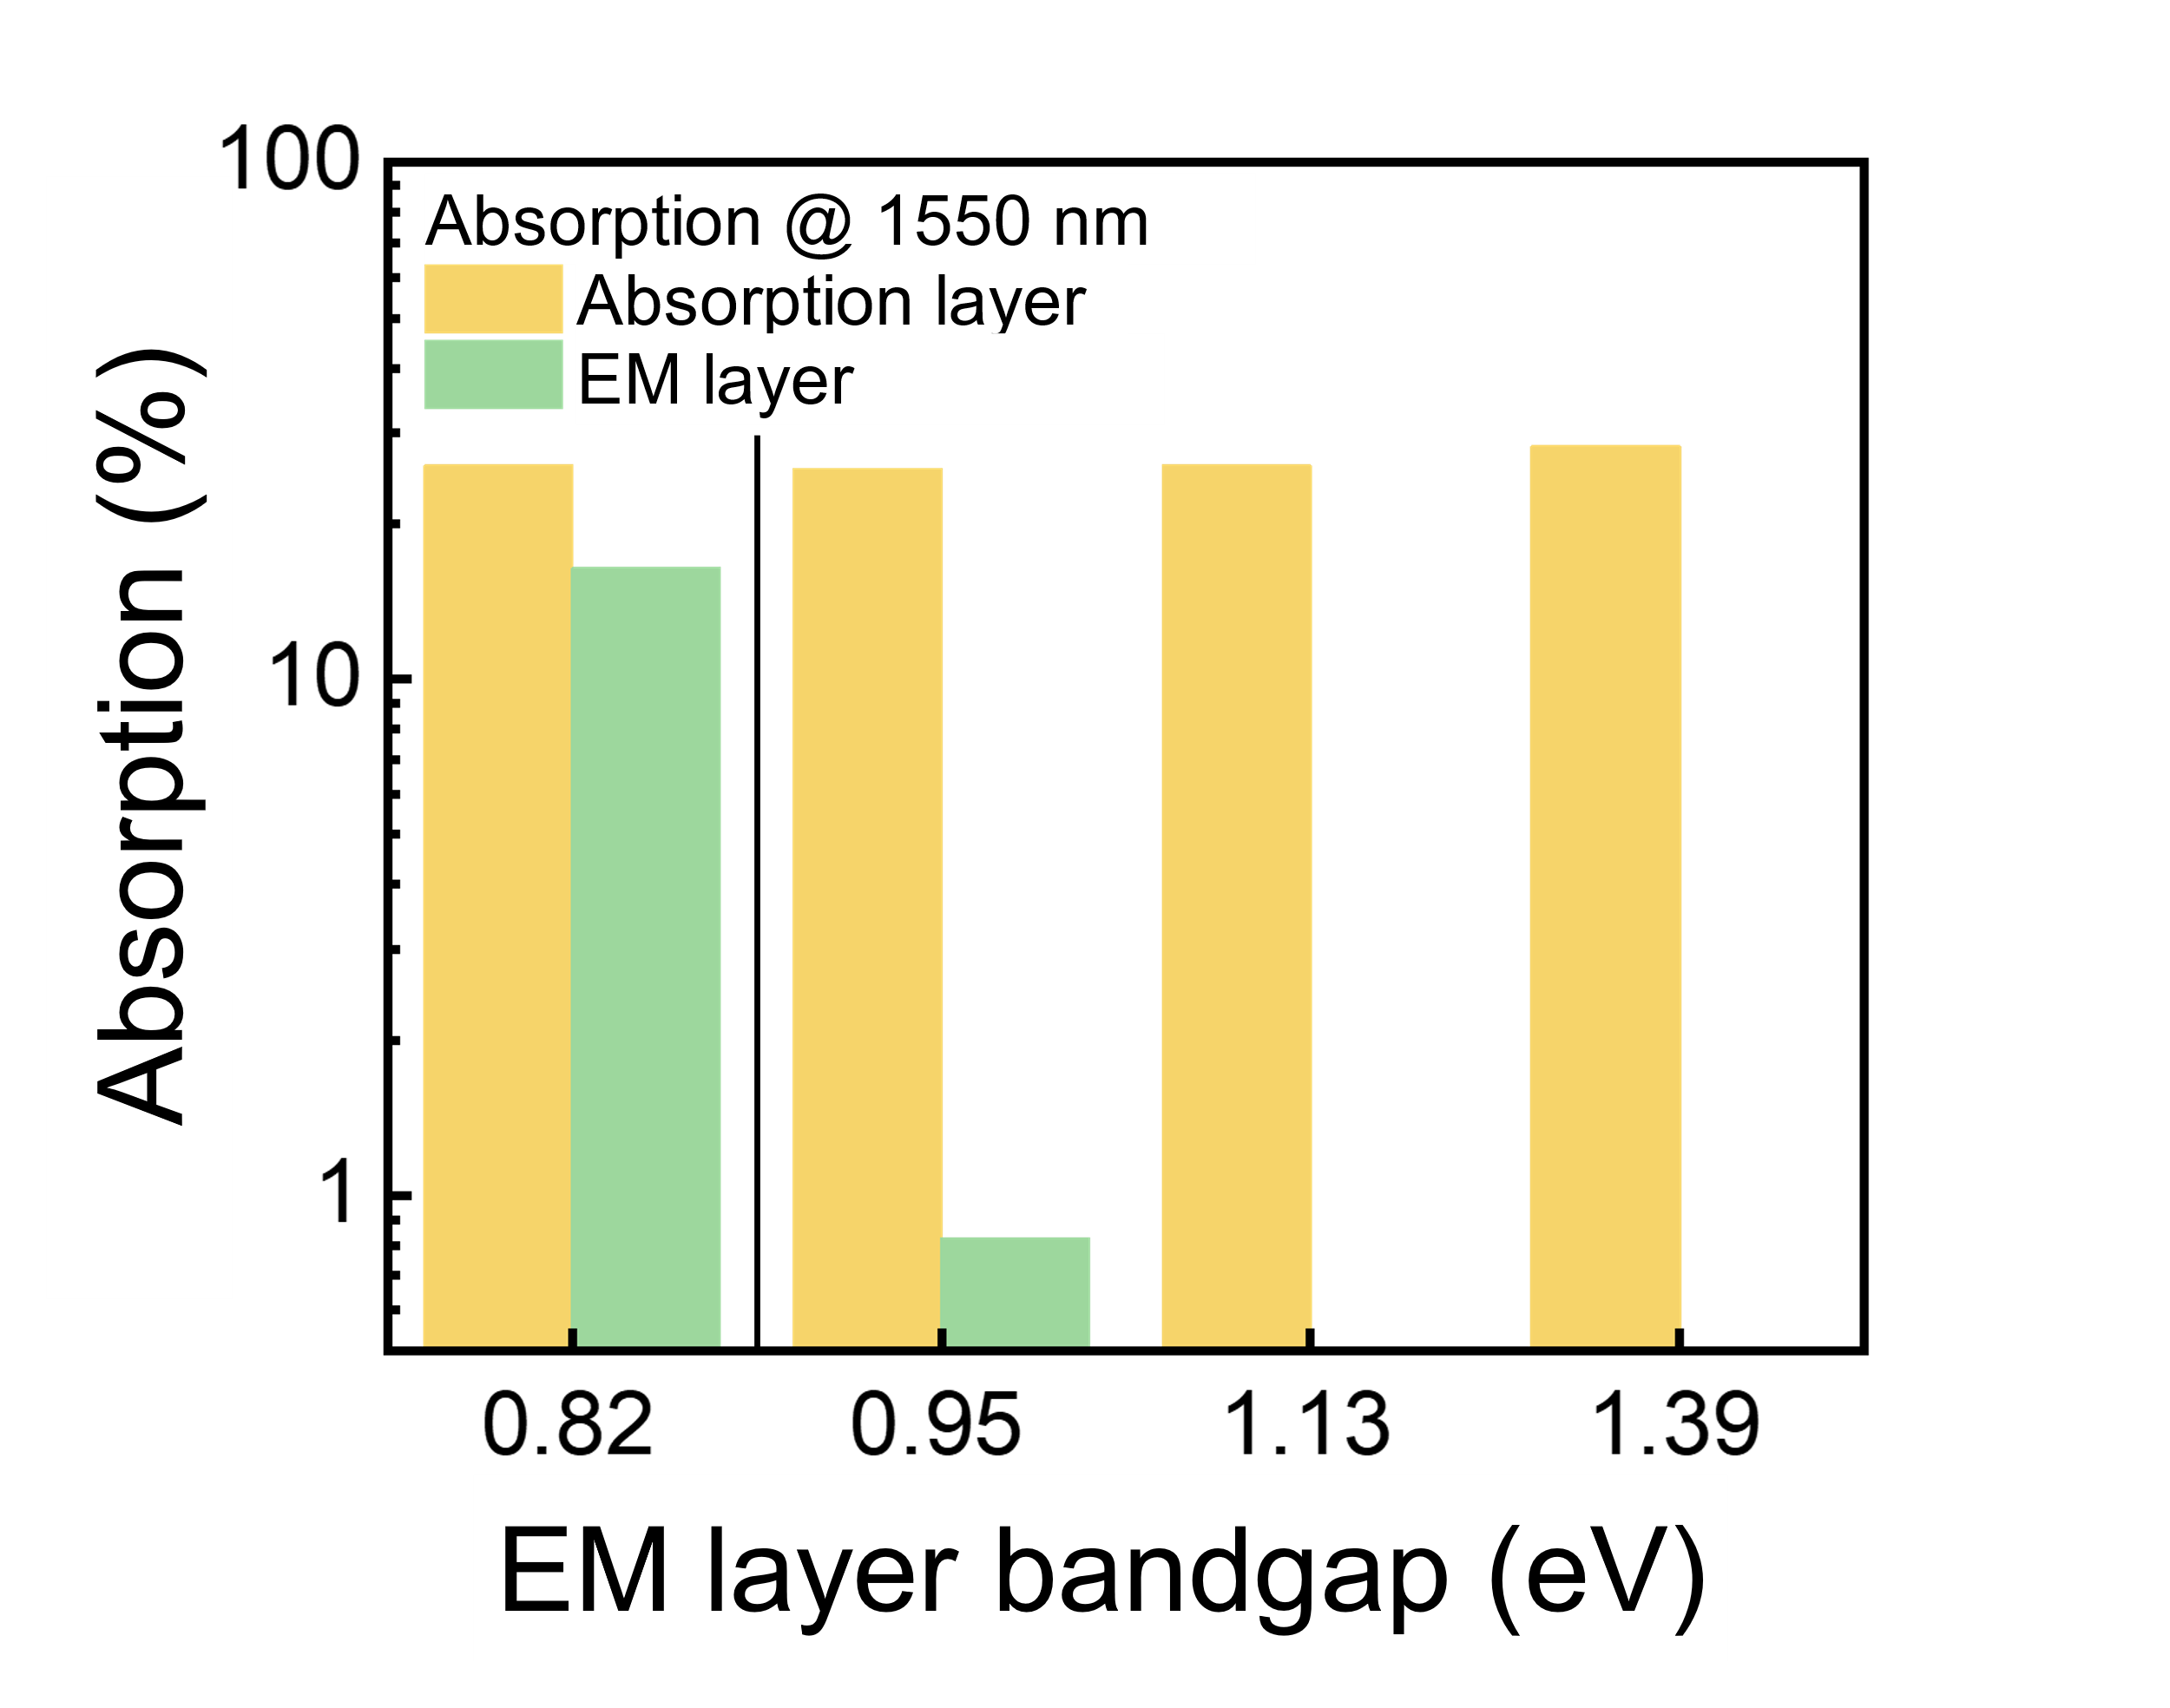 100
Absorption @ 1550 nm
Absorption layer
EM layer
Absorption (%)
10
1
0.82 0.95 1.13 1.39
EM layer bandgap (eV)